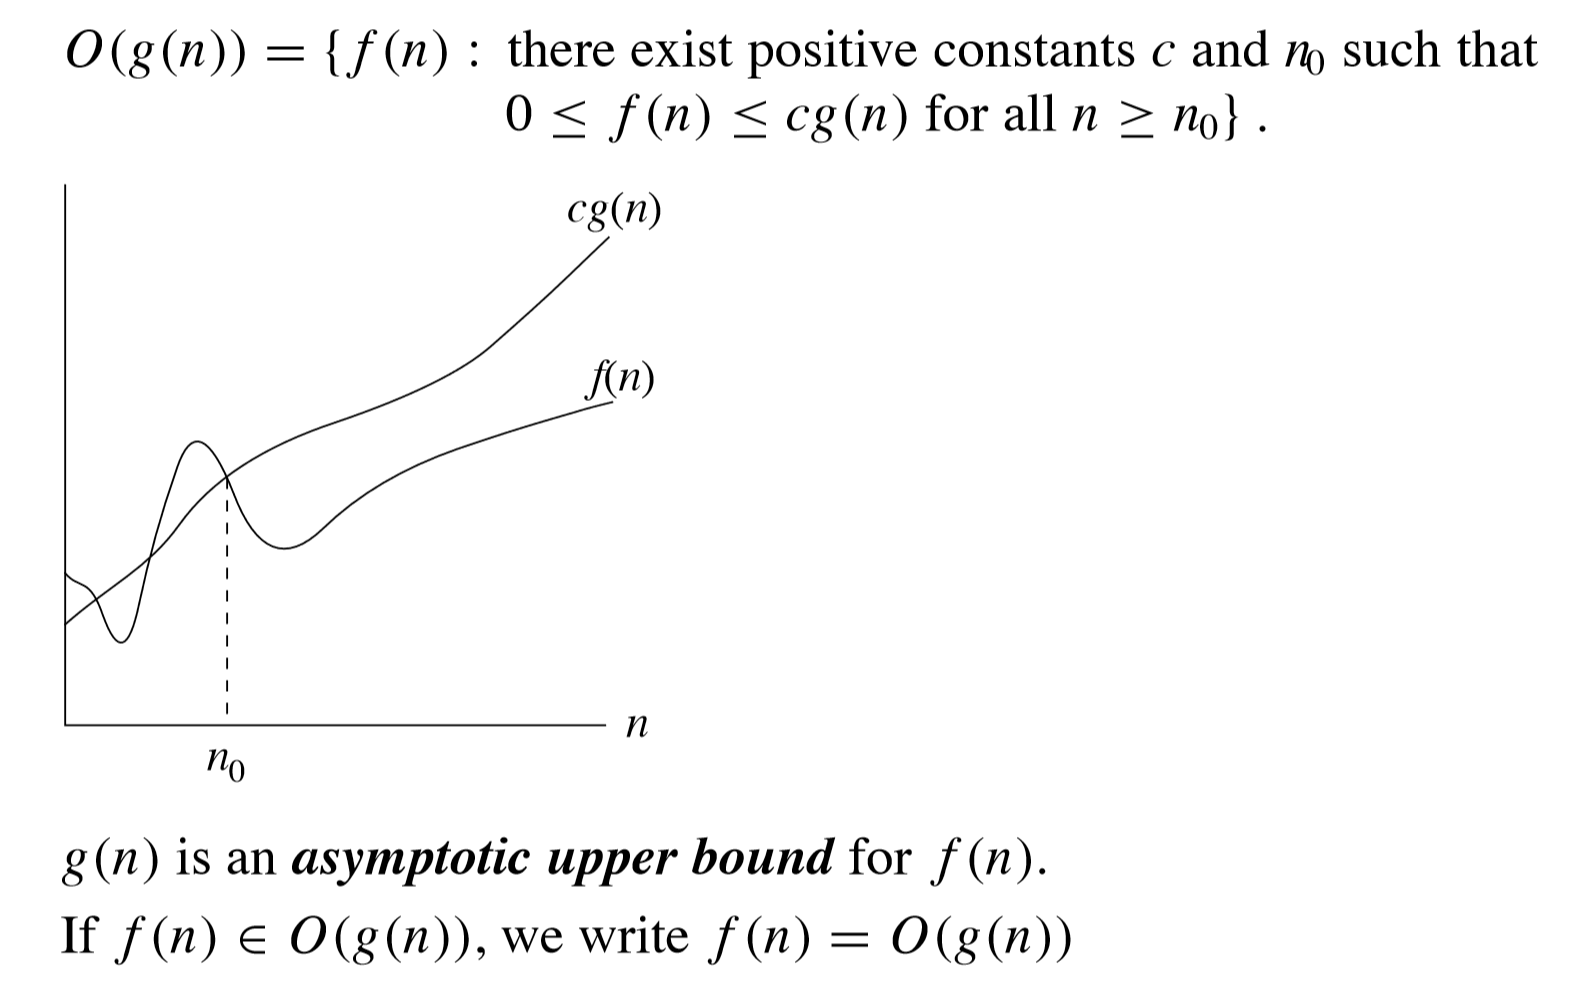 O(g(n)) = {f(n) : there exist positive constants c and n₀ such that
0 ≤ f(n) ≤ cg(n) for all n ≥ n₀} .
cg(n)
f(n)
n
n₀
g(n) is an asymptotic upper bound for f(n).
If f(n) ∈ O(g(n)), we write f(n) = O(g(n))